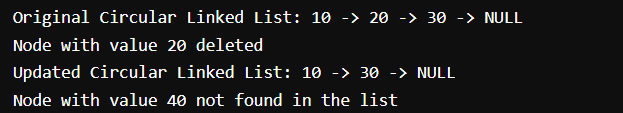 Original Circular Linked List: 10 -> 20 -> 30 -> NULL
Node with value 20 deleted
Updated Circular Linked List: 10 -> 30 -> NULL
Node with value 40 not found in the list